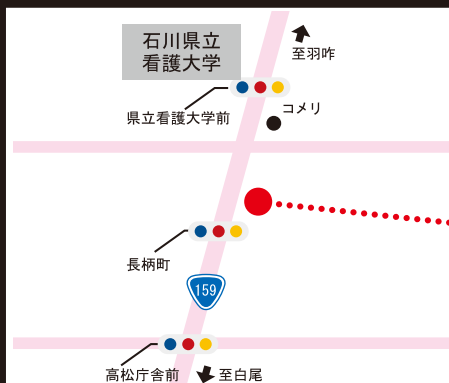 石川県立
看護大学
至羽咋
県立看護大学前
コメリ
長柄町
159
高松庁舎前
至白尾